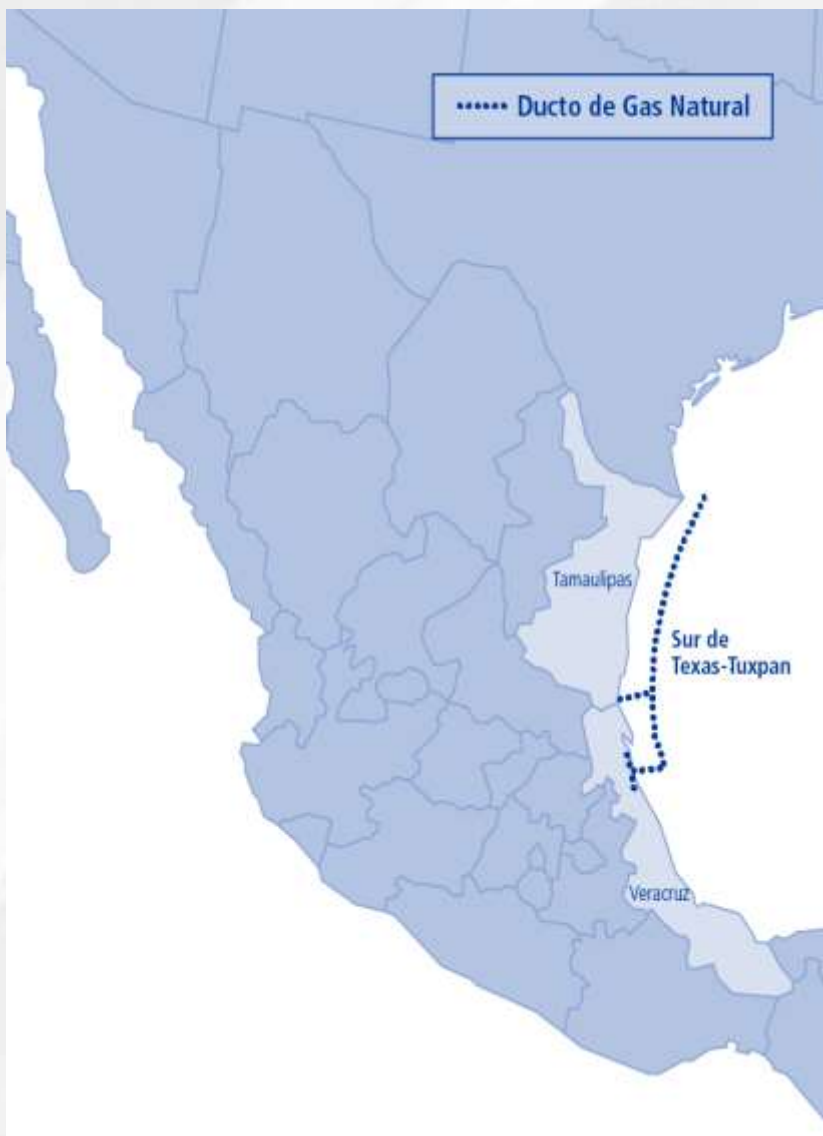 Ducto de Gas Natural
Tamaulipas
Sur de
Texas-Tuxpan
Veracruz